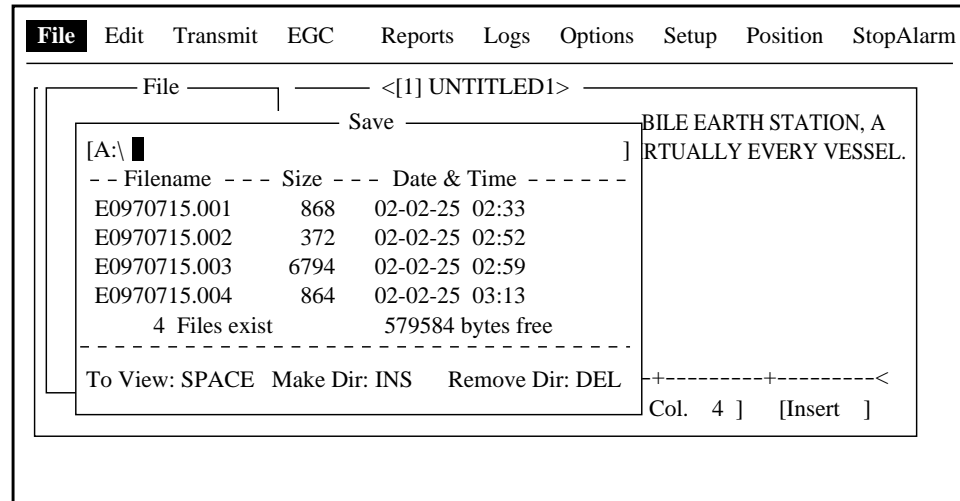 File Edit Transmit EGC Reports Logs Options Setup Position StopAlarm
File <[1] UNTITLED1>
Save
BILE EARTH STATION, A
[A:\ ]
RTUALLY EVERY VESSEL.
– – Filename – – – Size – – – Date & Time – – – – – –
E0970715.001 868 02-02-25 02:33
E0970715.002 372 02-02-25 02:52
E0970715.003 6794 02-02-25 02:59
E0970715.004 864 02-02-25 03:13
4 Files exist 579584 bytes free
To View: SPACE Make Dir: INS Remove Dir: DEL
-+---------+---------<
Col. 4 ] [Insert ]